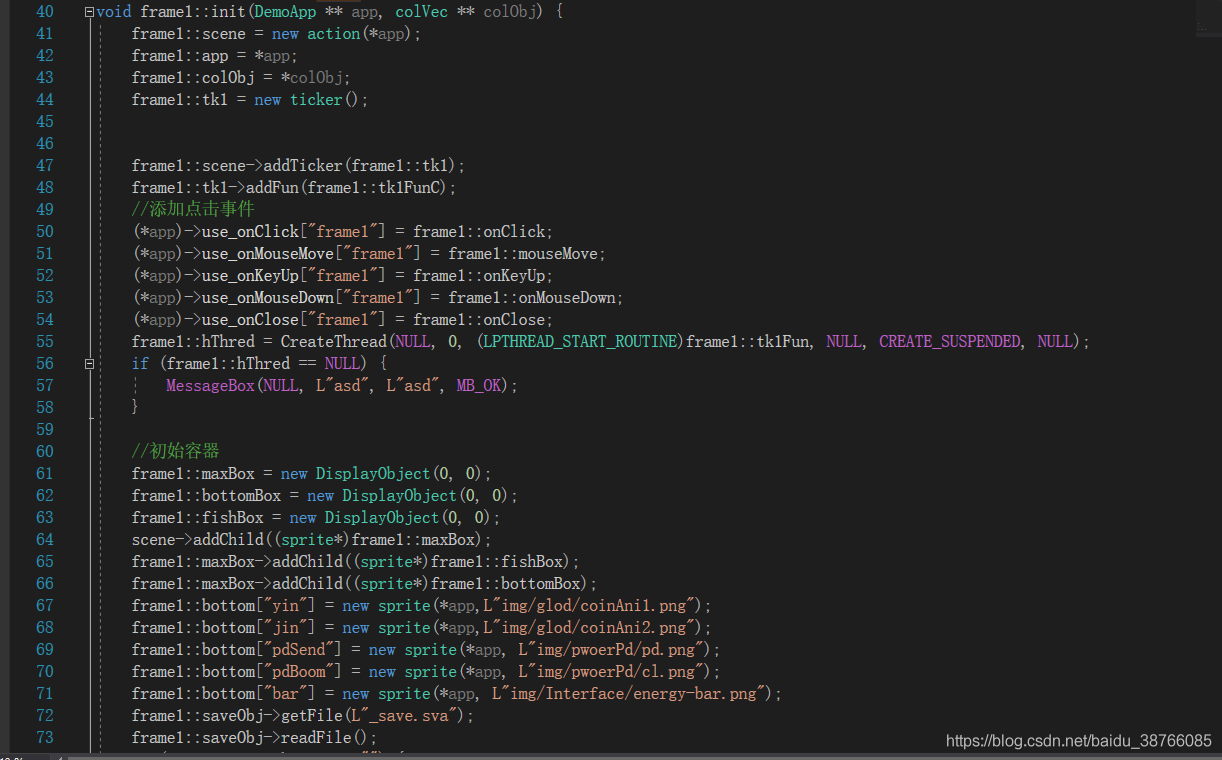 40 void frame1::init(DemoApp ** app, colVec ** colObj) {
41 frame1::scene = new action(*app);
42 frame1::app = *app;
43 frame1::colObj = *colObj;
44 frame1::tk1 = new ticker();
45
46
47 frame1::scene->addTicker(frame1::tk1);
48 frame1::tk1->addFun(frame1::tk1FunC);
49 //添加点击事件
50 (*app)->use_onClick["frame1"] = frame1::onClick;
51 (*app)->use_onMouseMove["frame1"] = frame1::mouseMove;
52 (*app)->use_onKeyUp["frame1"] = frame1::onKeyUp;
53 (*app)->use_onMouseDown["frame1"] = frame1::onMouseDown;
54 (*app)->use_onClose["frame1"] = frame1::onClose;
55 frame1::hThred = CreateThread(NULL, 0, (LPTHREAD_START_ROUTINE)frame1::tk1Fun, NULL, CREATE_SUSPENDED, NULL);
56 if (frame1::hThred == NULL) {
57 MessageBox(NULL, L"asd", L"asd", MB_OK);
58 }
59
60 //初始容器
61 frame1::maxBox = new DisplayObject(0, 0);
62 frame1::bottomBox = new DisplayObject(0, 0);
63 frame1::fishBox = new DisplayObject(0, 0);
64 scene->addChild((sprite*)frame1::maxBox);
65 frame1::maxBox->addChild((sprite*)frame1::fishBox);
66 frame1::maxBox->addChild((sprite*)frame1::bottomBox);
67 frame1::bottom["yin"] = new sprite(*app,L"img/glod/coinAni1.png");
68 frame1::bottom["jin"] = new sprite(*app,L"img/glod/coinAni2.png");
69 frame1::bottom["pdSend"] = new sprite(*app, L"img/pwoerPd/pd.png");
70 frame1::bottom["pdBoom"] = new sprite(*app, L"img/pwoerPd/cl.png");
71 frame1::bottom["bar"] = new sprite(*app, L"img/Interface/energy-bar.png");
72 frame1::saveObj->getFile(L"_save.sva");
73 frame1::saveObj->readFile();
https://blog.csdn.net/baidu_38766085